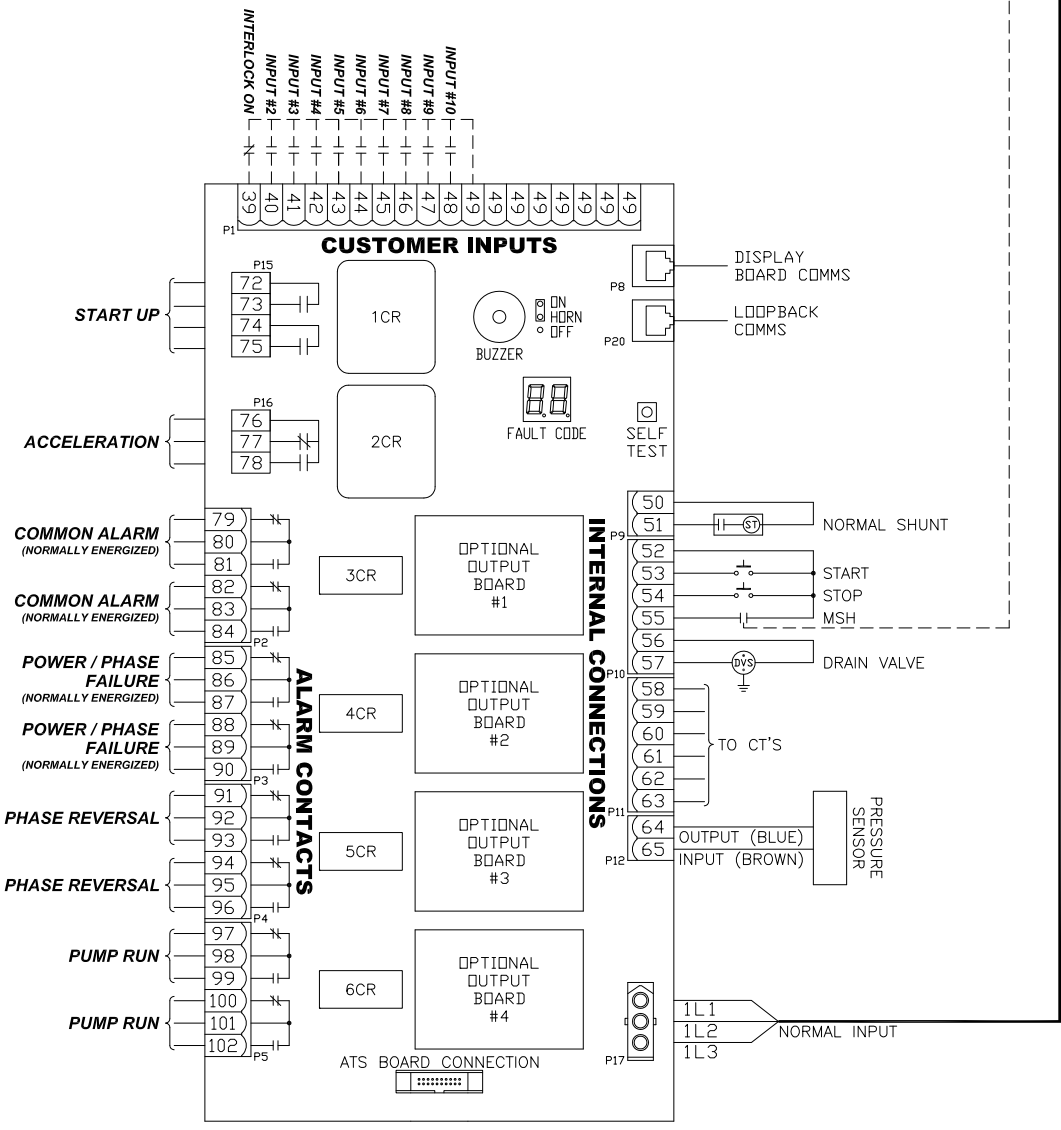 INTERLOCK ON
INPUT #2
INPUT #3
INPUT #4
INPUT #5
INPUT #6
INPUT #7
INPUT #8
INPUT #9
INPUT #10
39 40 41 42 43 44 45 46 47 48 49 49 49 49 49 49 49 49
P1
CUSTOMER INPUTS
START UP
P15
72
73
74
75
1CR
BUZZER
ON
HORN
OFF
P8
DISPLAY
BOARD COMMS
P20
LOOPBACK
COMMS
ACCELERATION
P16
76
77
78
2CR
FAULT CODE
SELF
TEST
COMMON ALARM
(NORMALLY ENERGIZED)
79
80
81
COMMON ALARM
(NORMALLY ENERGIZED)
82
83
84
P2
3CR
OPTIONAL
OUTPUT
BOARD
#1
POWER / PHASE
FAILURE
(NORMALLY ENERGIZED)
85
86
87
POWER / PHASE
FAILURE
(NORMALLY ENERGIZED)
88
89
90
P3
4CR
OPTIONAL
OUTPUT
BOARD
#2
PHASE REVERSAL
91
92
93
PHASE REVERSAL
94
95
96
P4
5CR
OPTIONAL
OUTPUT
BOARD
#3
PUMP RUN
97
98
99
PUMP RUN
100
101
102
P5
6CR
OPTIONAL
OUTPUT
BOARD
#4
ALARM CONTACTS
INTERNAL CONNECTIONS
50
51
P9
ST
NORMAL SHUNT
52
53
START
54
STOP
55
MSH
56
57
P10
DVS
DRAIN VALVE
58
59
60
61
62
63
P11
TO CT'S
64
OUTPUT (BLUE)
65
INPUT (BROWN)
P12
PRESSURE
SENSOR
P17
1L1
1L2
1L3
NORMAL INPUT
ATS BOARD CONNECTION